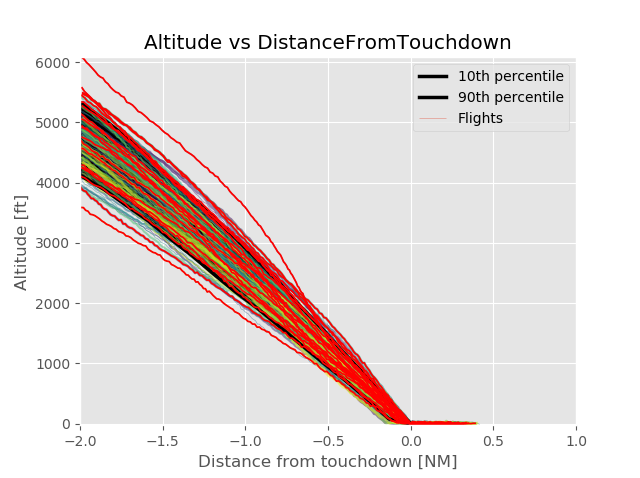 Altitude vs DistanceFromTouchdown
10th percentile
90th percentile
Flights
6000
5000
4000
3000
2000
1000
0
Altitude [ft]
−2.0 −1.5 −1.0 −0.5 0.0 0.5 1.0
Distance from touchdown [NM]